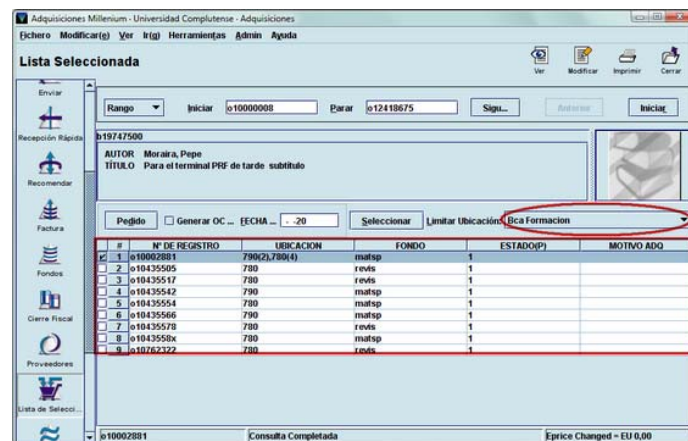 Adquisiciones Millenium - Universidad Complutense - Adquisiciones
Fichero Modificar(e) Ver Ir(g) Herramientas Admin Ayuda
Lista Seleccionada
Ver Modificar Imprimir Cerrar
Enviar
Recepción Rápida
Recomendar
Factura
Fondos
Cierre Fiscal
Proveedores
Lista de Selecci...
Rango Iniciar o10000008 Parar o12418675 Sigu... Anterior Iniciar
b19747500
AUTOR Moraira, Pepe
TÍTULO Para el terminal PRF de tarde subtitulo
Pedido Generar OC ... FECHA ... - -20 Seleccionar Limitar Ubicación: Bca Formacion
# Nº DE REGISTRO UBICACION FONDO ESTADO(P) MOTIVO ADQ
1 o10002881 790(2),780(4) matsp 1
2 o10435505 780 revis 1
3 o10435517 780 revis 1
4 o10435542 790 matsp 1
5 o10435554 780 matsp 1
6 o10435566 790 matsp 1
7 o10435578 780 revis 1
8 o1043558x 780 matsp 1
9 o10762322 780 revis 1
o10002881 Consulta Completada Eprice Changed = EU 0,00